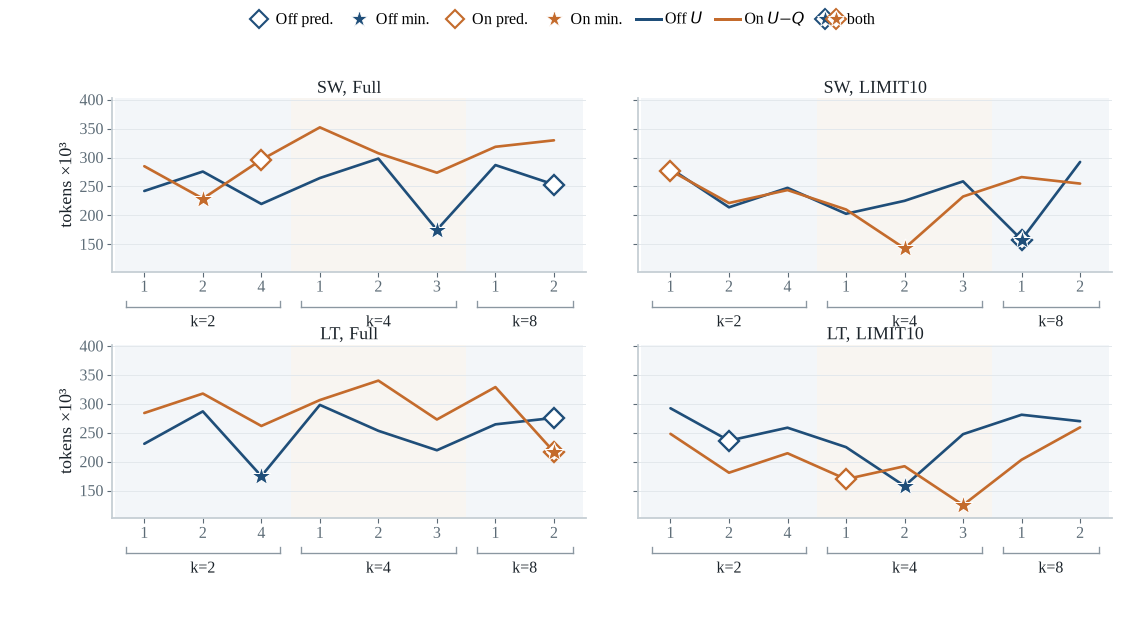 Off pred. Off min. On pred. On min. Off U On U−Q both
SW, Full
SW, LIMIT10
tokens ×10³
400
350
300
250
200
150
1 2 4 1 2 3 1 2
k=2 k=4 k=8
1 2 4 1 2 3 1 2
k=2 k=4 k=8
LT, Full
LT, LIMIT10
tokens ×10³
400
350
300
250
200
150
1 2 4 1 2 3 1 2
k=2 k=4 k=8
1 2 4 1 2 3 1 2
k=2 k=4 k=8